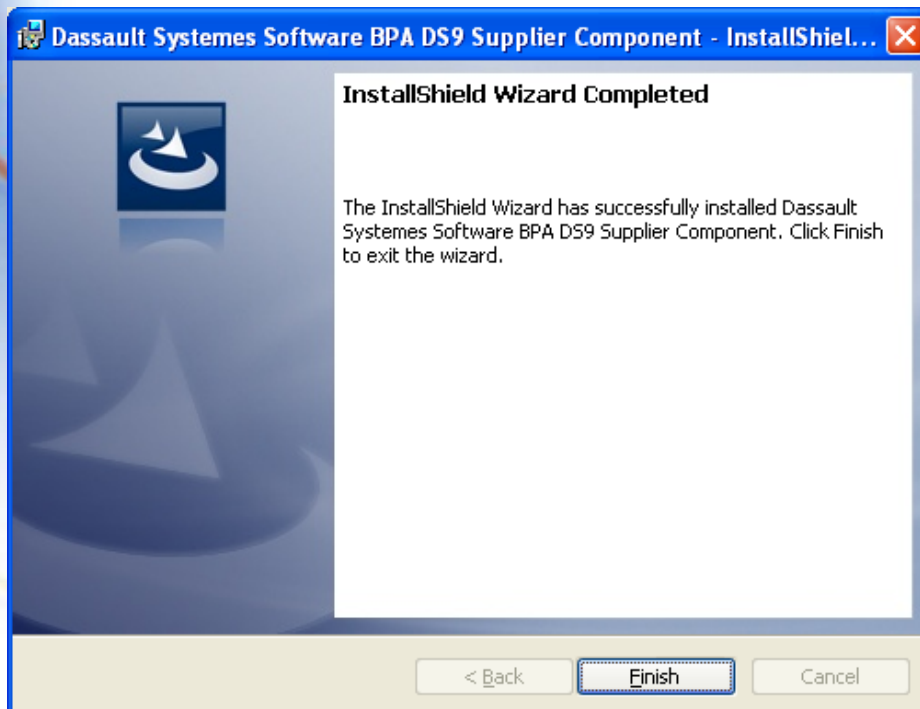 Dassault Systemes Software BPA DS9 Supplier Component - InstallShiel...
InstallShield Wizard Completed
The InstallShield Wizard has successfully installed Dassault
Systemes Software BPA DS9 Supplier Component. Click Finish
to exit the wizard.
< Back
Finish
Cancel